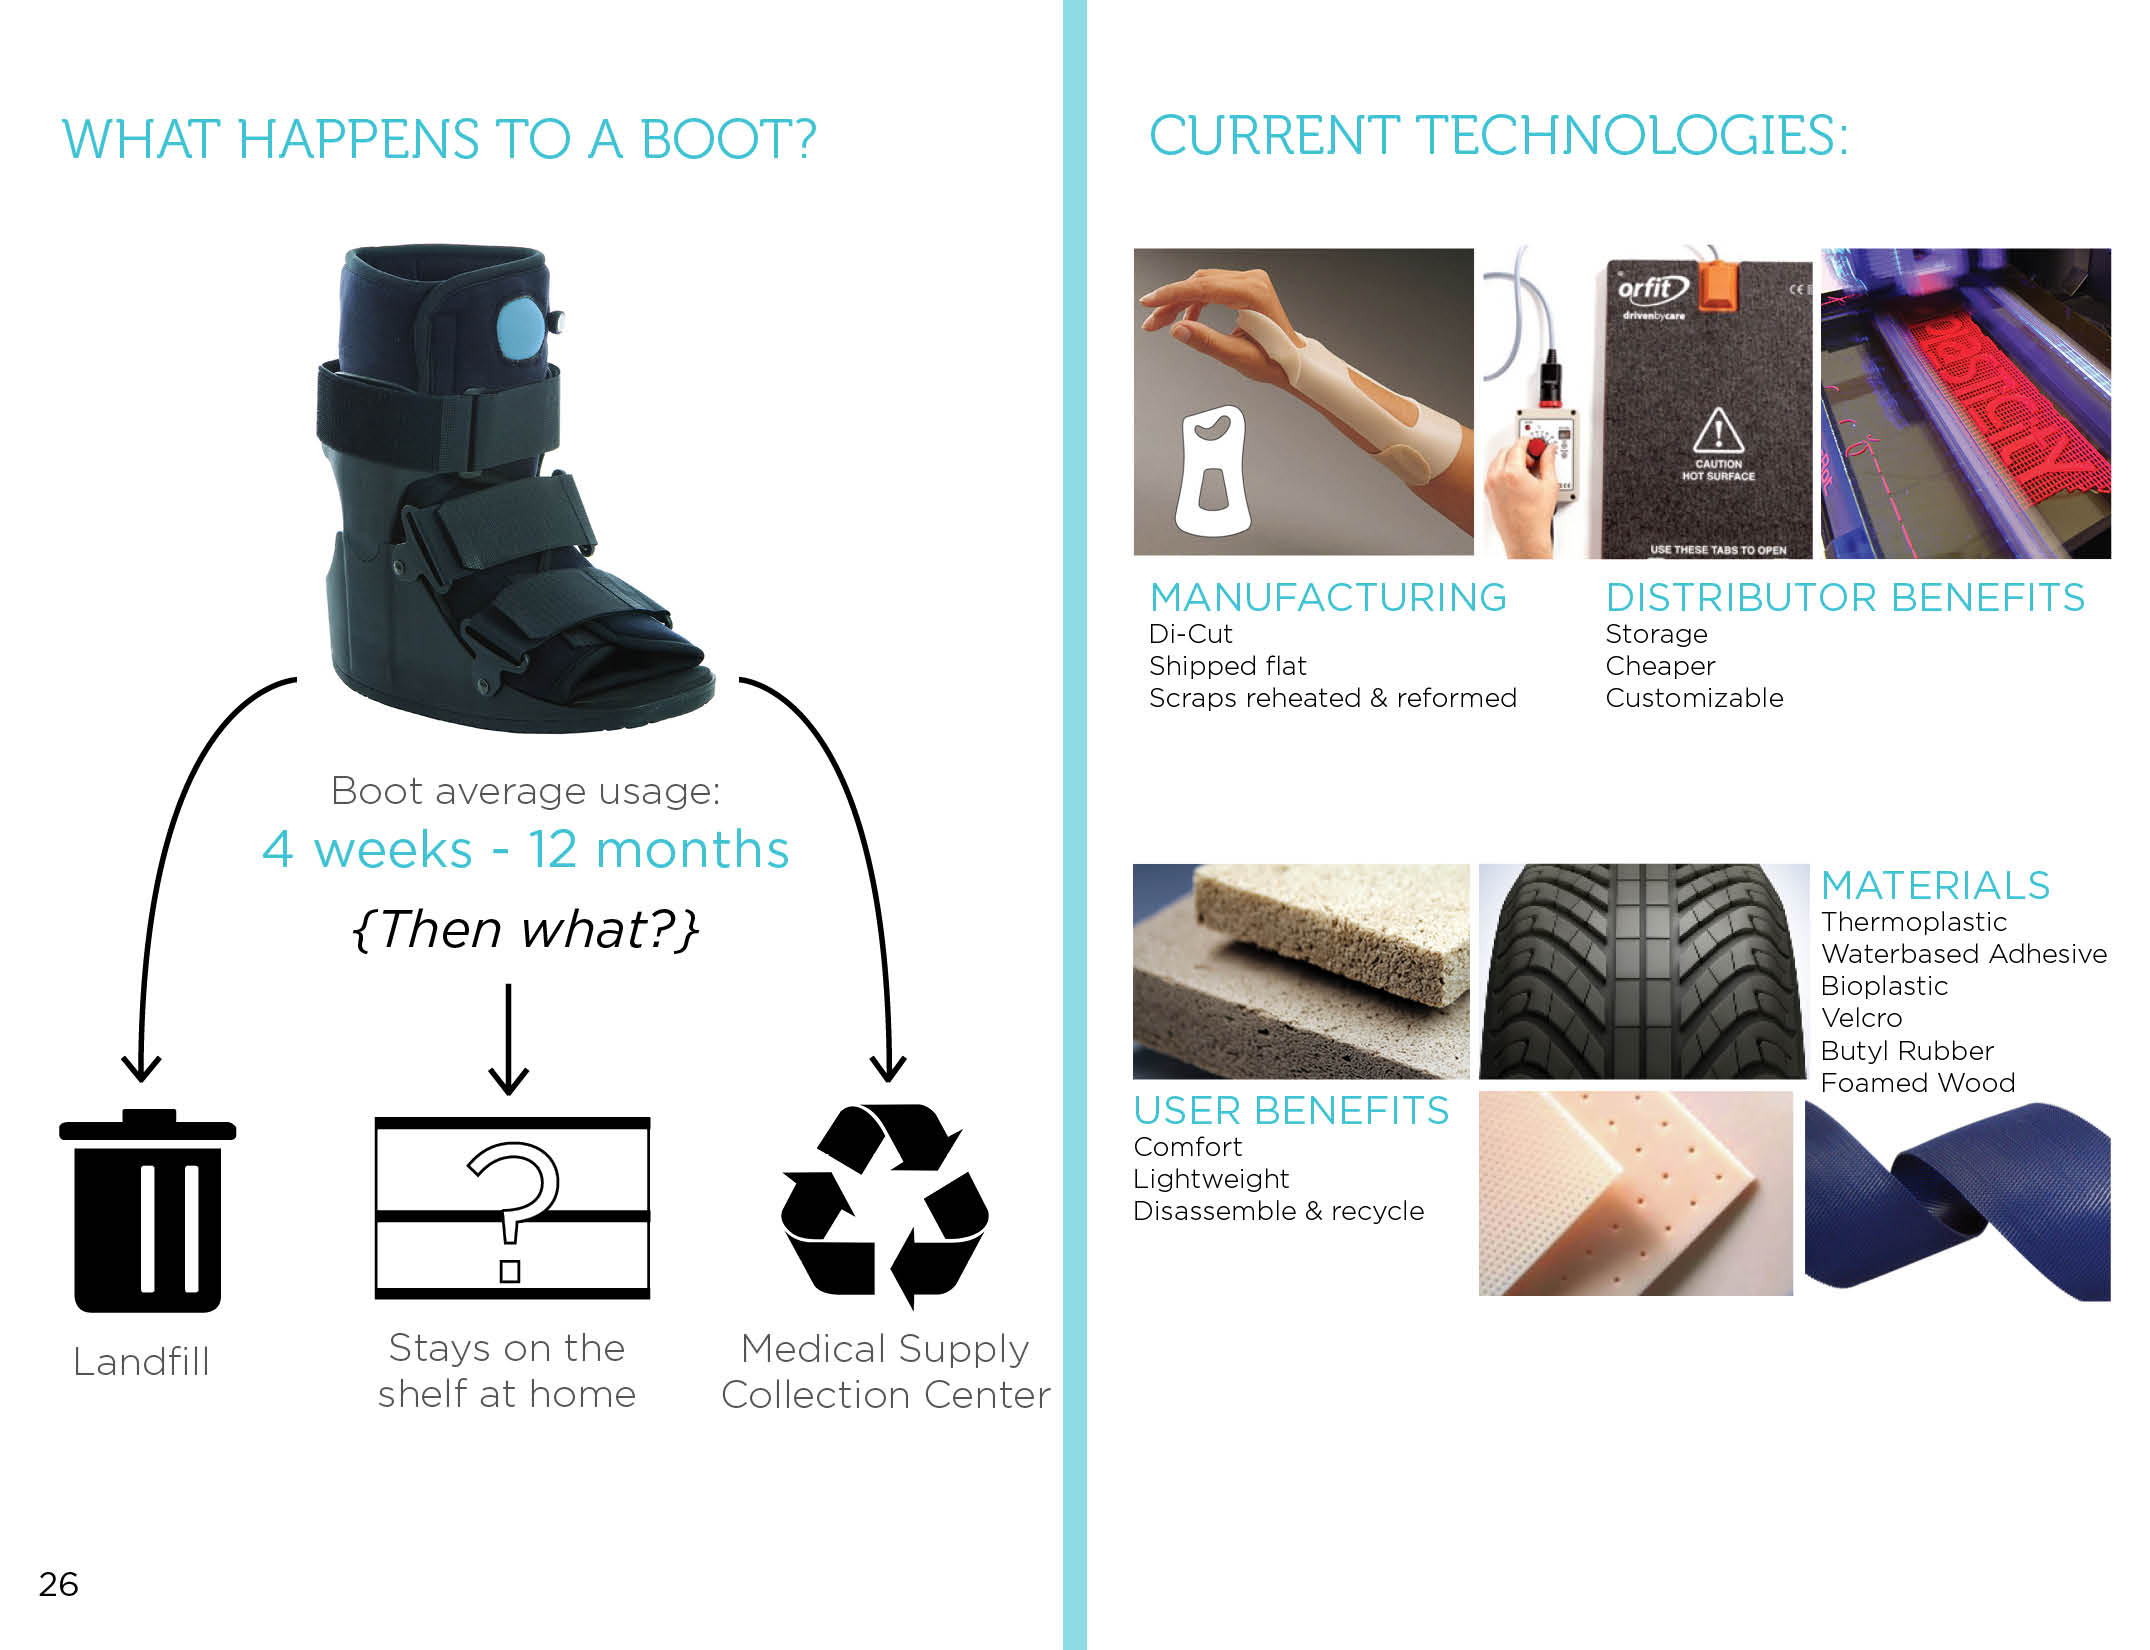 WHAT HAPPENS TO A BOOT?
Boot average usage:
4 weeks - 12 months
{Then what?}
Landfill
Stays on the
shelf at home
Medical Supply
Collection Center
26
CURRENT TECHNOLOGIES:
orfit
drivenbycare
CE
CAUTION
HOT SURFACE
USE THESE TABS TO OPEN
PlastiCity
MANUFACTURING
Di-Cut
Shipped flat
Scraps reheated & reformed
DISTRIBUTOR BENEFITS
Storage
Cheaper
Customizable
MATERIALS
Thermoplastic
Waterbased Adhesive
Bioplastic
Velcro
Butyl Rubber
Foamed Wood
USER BENEFITS
Comfort
Lightweight
Disassemble & recycle